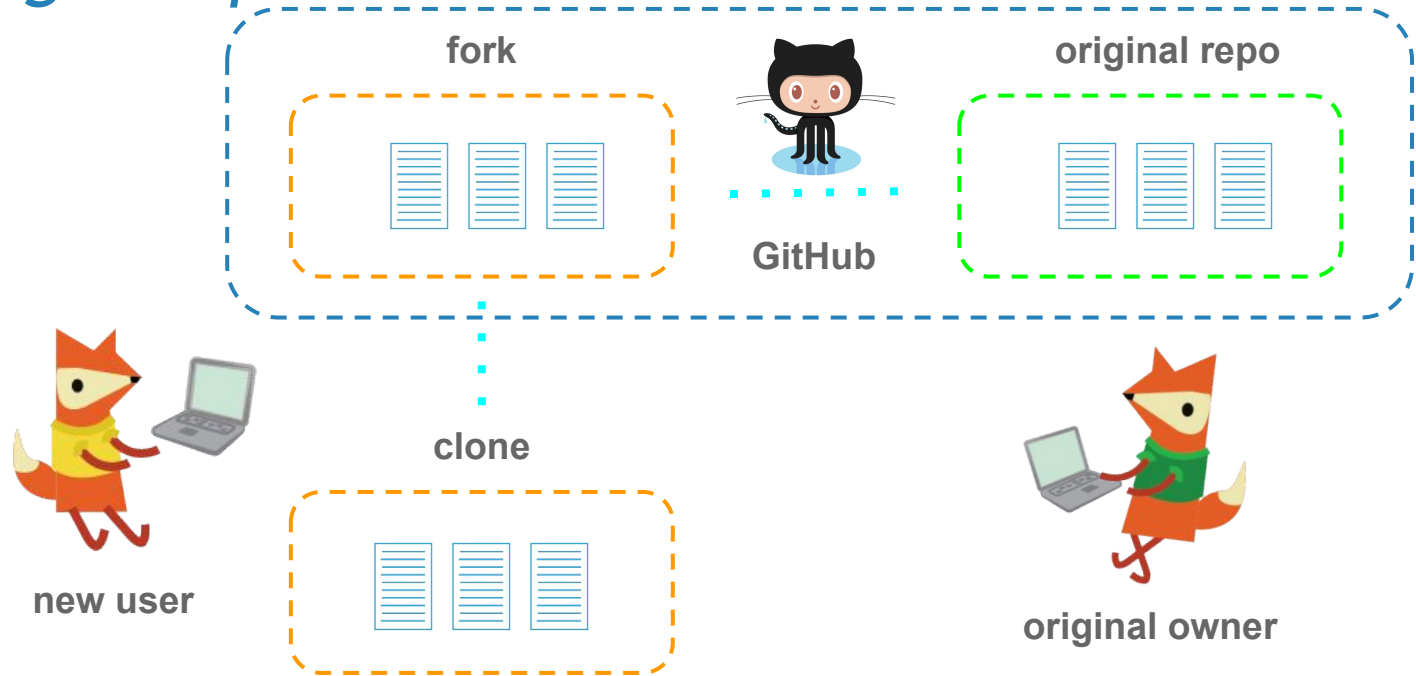 fork
original repo
GitHub
clone
new user
original owner